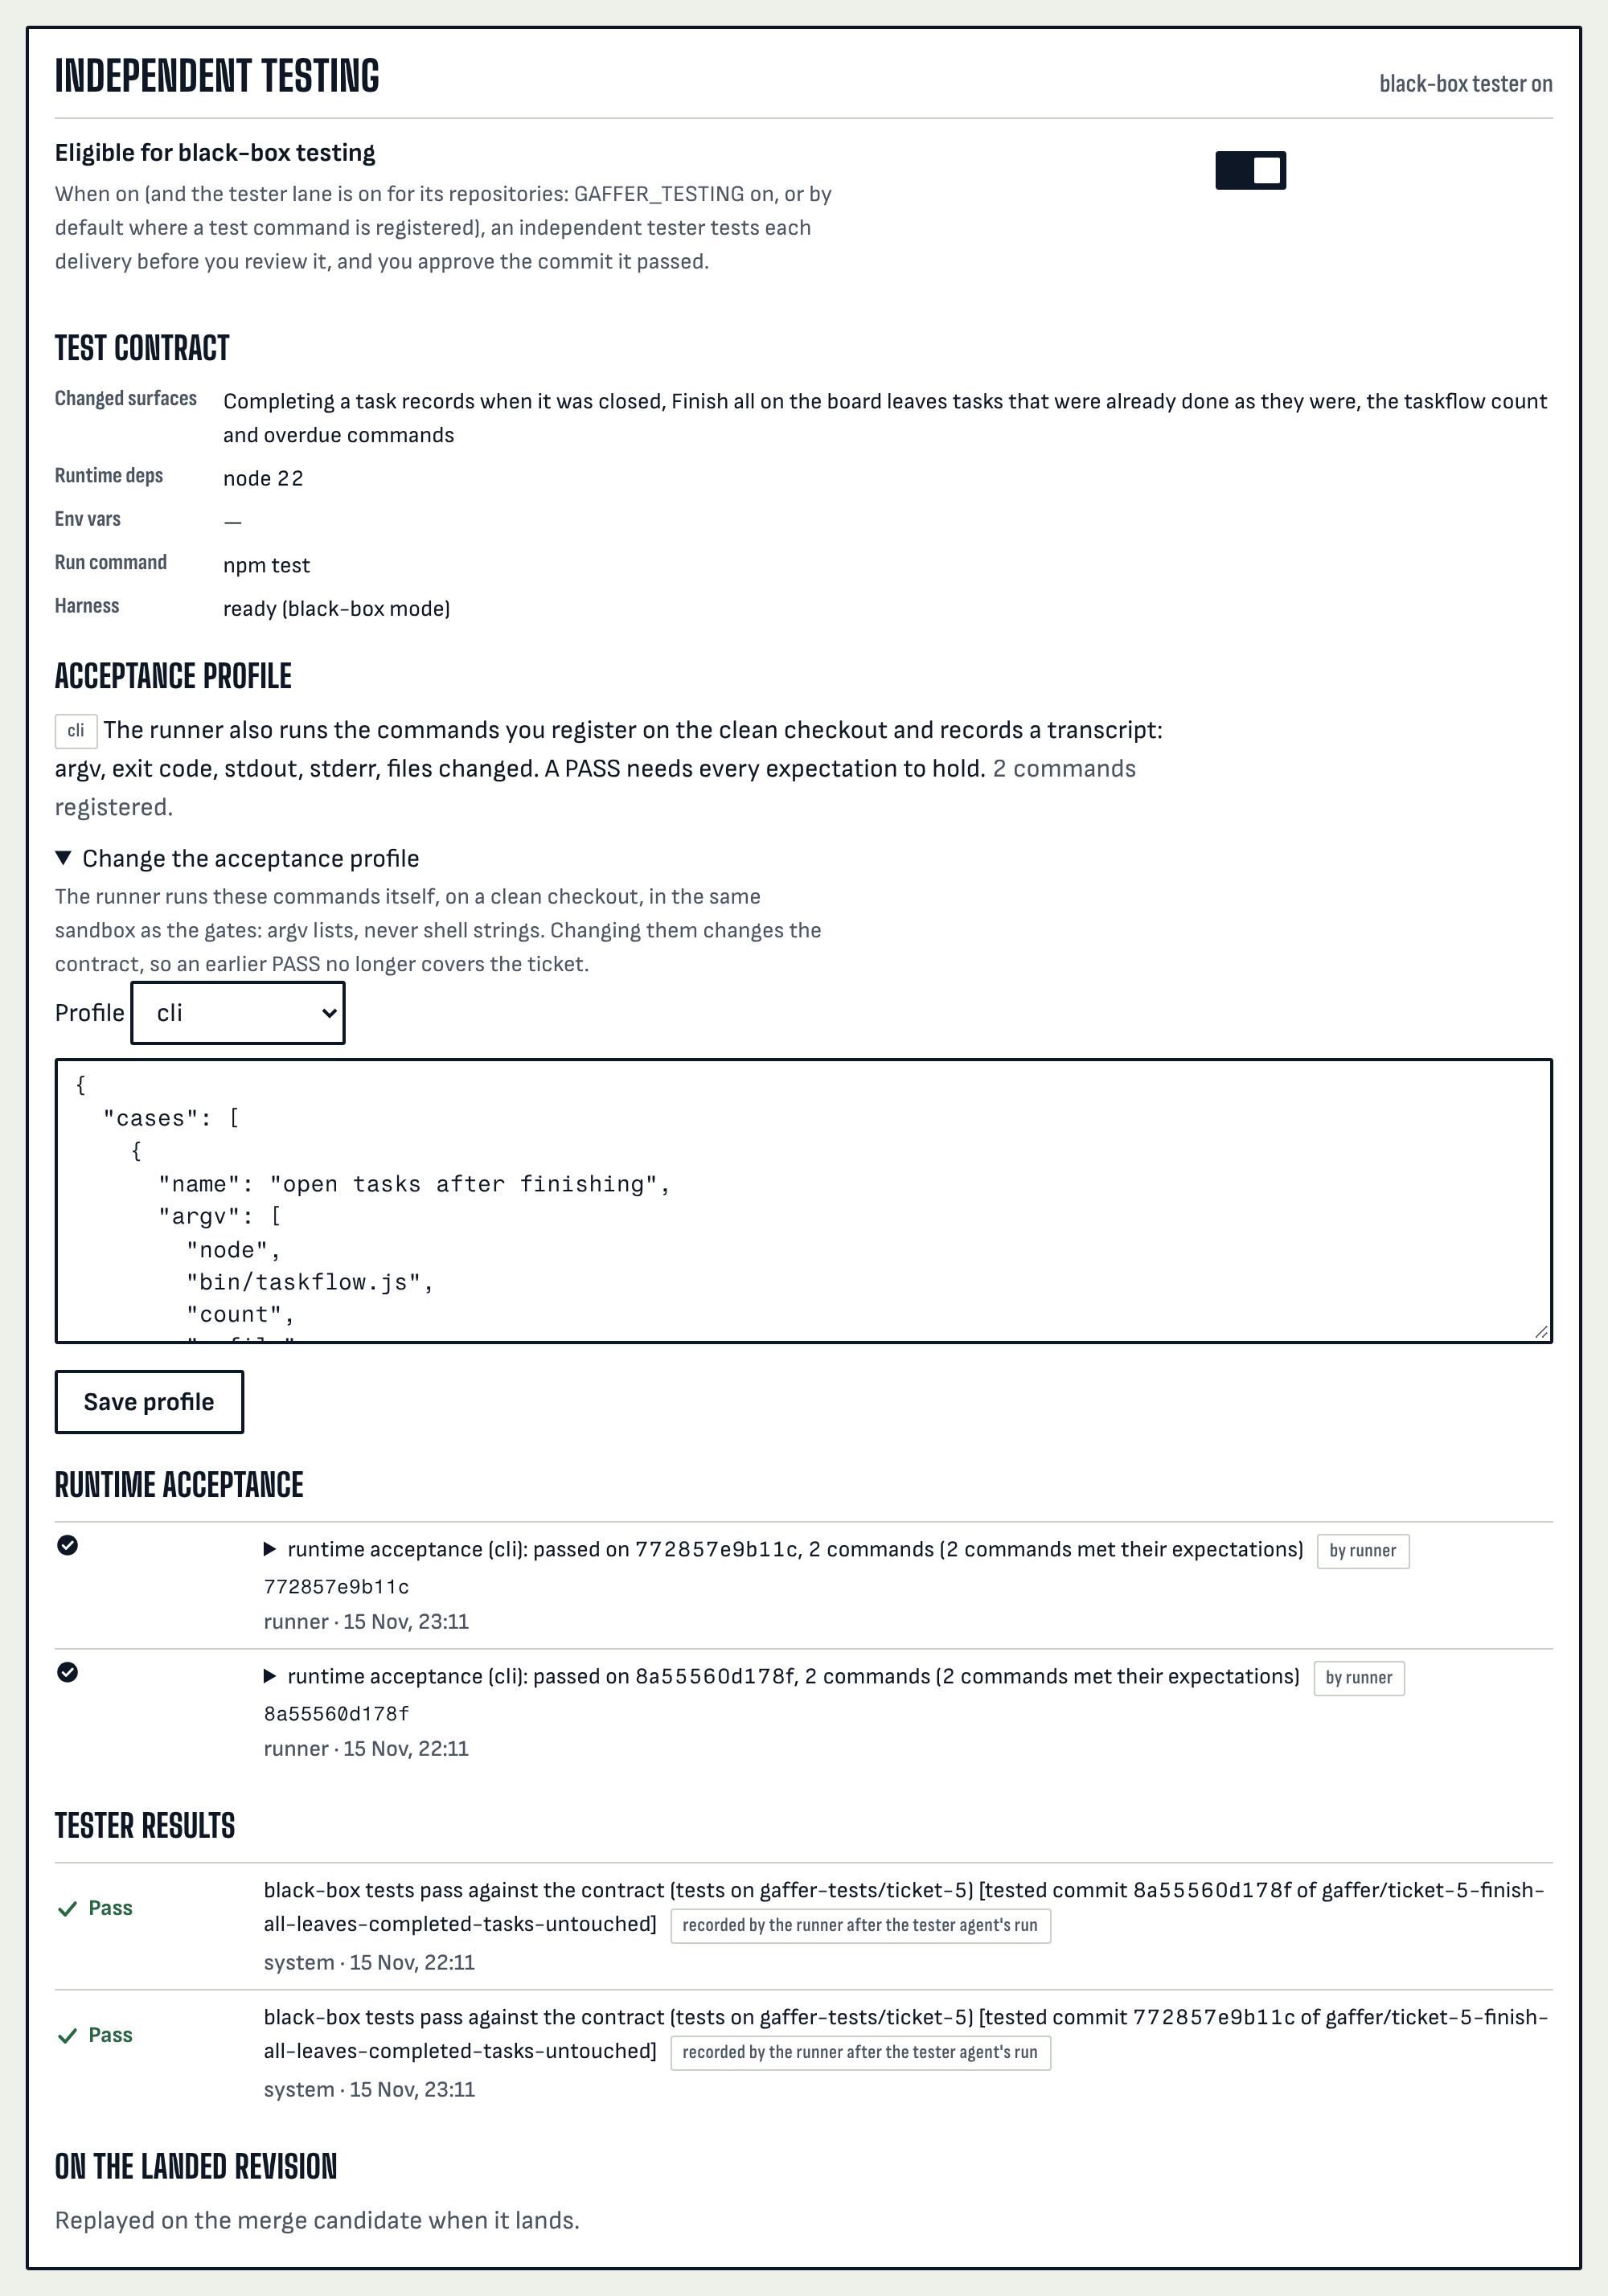 INDEPENDENT TESTING
black-box tester on
Eligible for black-box testing
When on (and the tester lane is on for its repositories: GAFFER_TESTING on, or by
default where a test command is registered), an independent tester tests each
delivery before you review it, and you approve the commit it passed.
TEST CONTRACT
Changed surfaces
Completing a task records when it was closed, Finish all on the board leaves tasks that were already done as they were, the taskflow count
and overdue commands
Runtime deps
node 22
Env vars
—
Run command
npm test
Harness
ready (black-box mode)
ACCEPTANCE PROFILE
cli The runner also runs the commands you register on the clean checkout and records a transcript:
argv, exit code, stdout, stderr, files changed. A PASS needs every expectation to hold. 2 commands
registered.
Change the acceptance profile
The runner runs these commands itself, on a clean checkout, in the same
sandbox as the gates: argv lists, never shell strings. Changing them changes the
contract, so an earlier PASS no longer covers the ticket.
Profile cli
{
"cases": [
{
"name": "open tasks after finishing",
"argv": [
"node",
"bin/taskflow.js",
"count",
Save profile
RUNTIME ACCEPTANCE
runtime acceptance (cli): passed on 772857e9b11c, 2 commands (2 commands met their expectations) by runner
772857e9b11c
runner · 15 Nov, 23:11
runtime acceptance (cli): passed on 8a55560d178f, 2 commands (2 commands met their expectations) by runner
8a55560d178f
runner · 15 Nov, 22:11
TESTER RESULTS
Pass
black-box tests pass against the contract (tests on gaffer-tests/ticket-5) [tested commit 8a55560d178f of gaffer/ticket-5-finish-
all-leaves-completed-tasks-untouched] recorded by the runner after the tester agent's run
system · 15 Nov, 22:11
Pass
black-box tests pass against the contract (tests on gaffer-tests/ticket-5) [tested commit 772857e9b11c of gaffer/ticket-5-finish-
all-leaves-completed-tasks-untouched] recorded by the runner after the tester agent's run
system · 15 Nov, 23:11
ON THE LANDED REVISION
Replayed on the merge candidate when it lands.